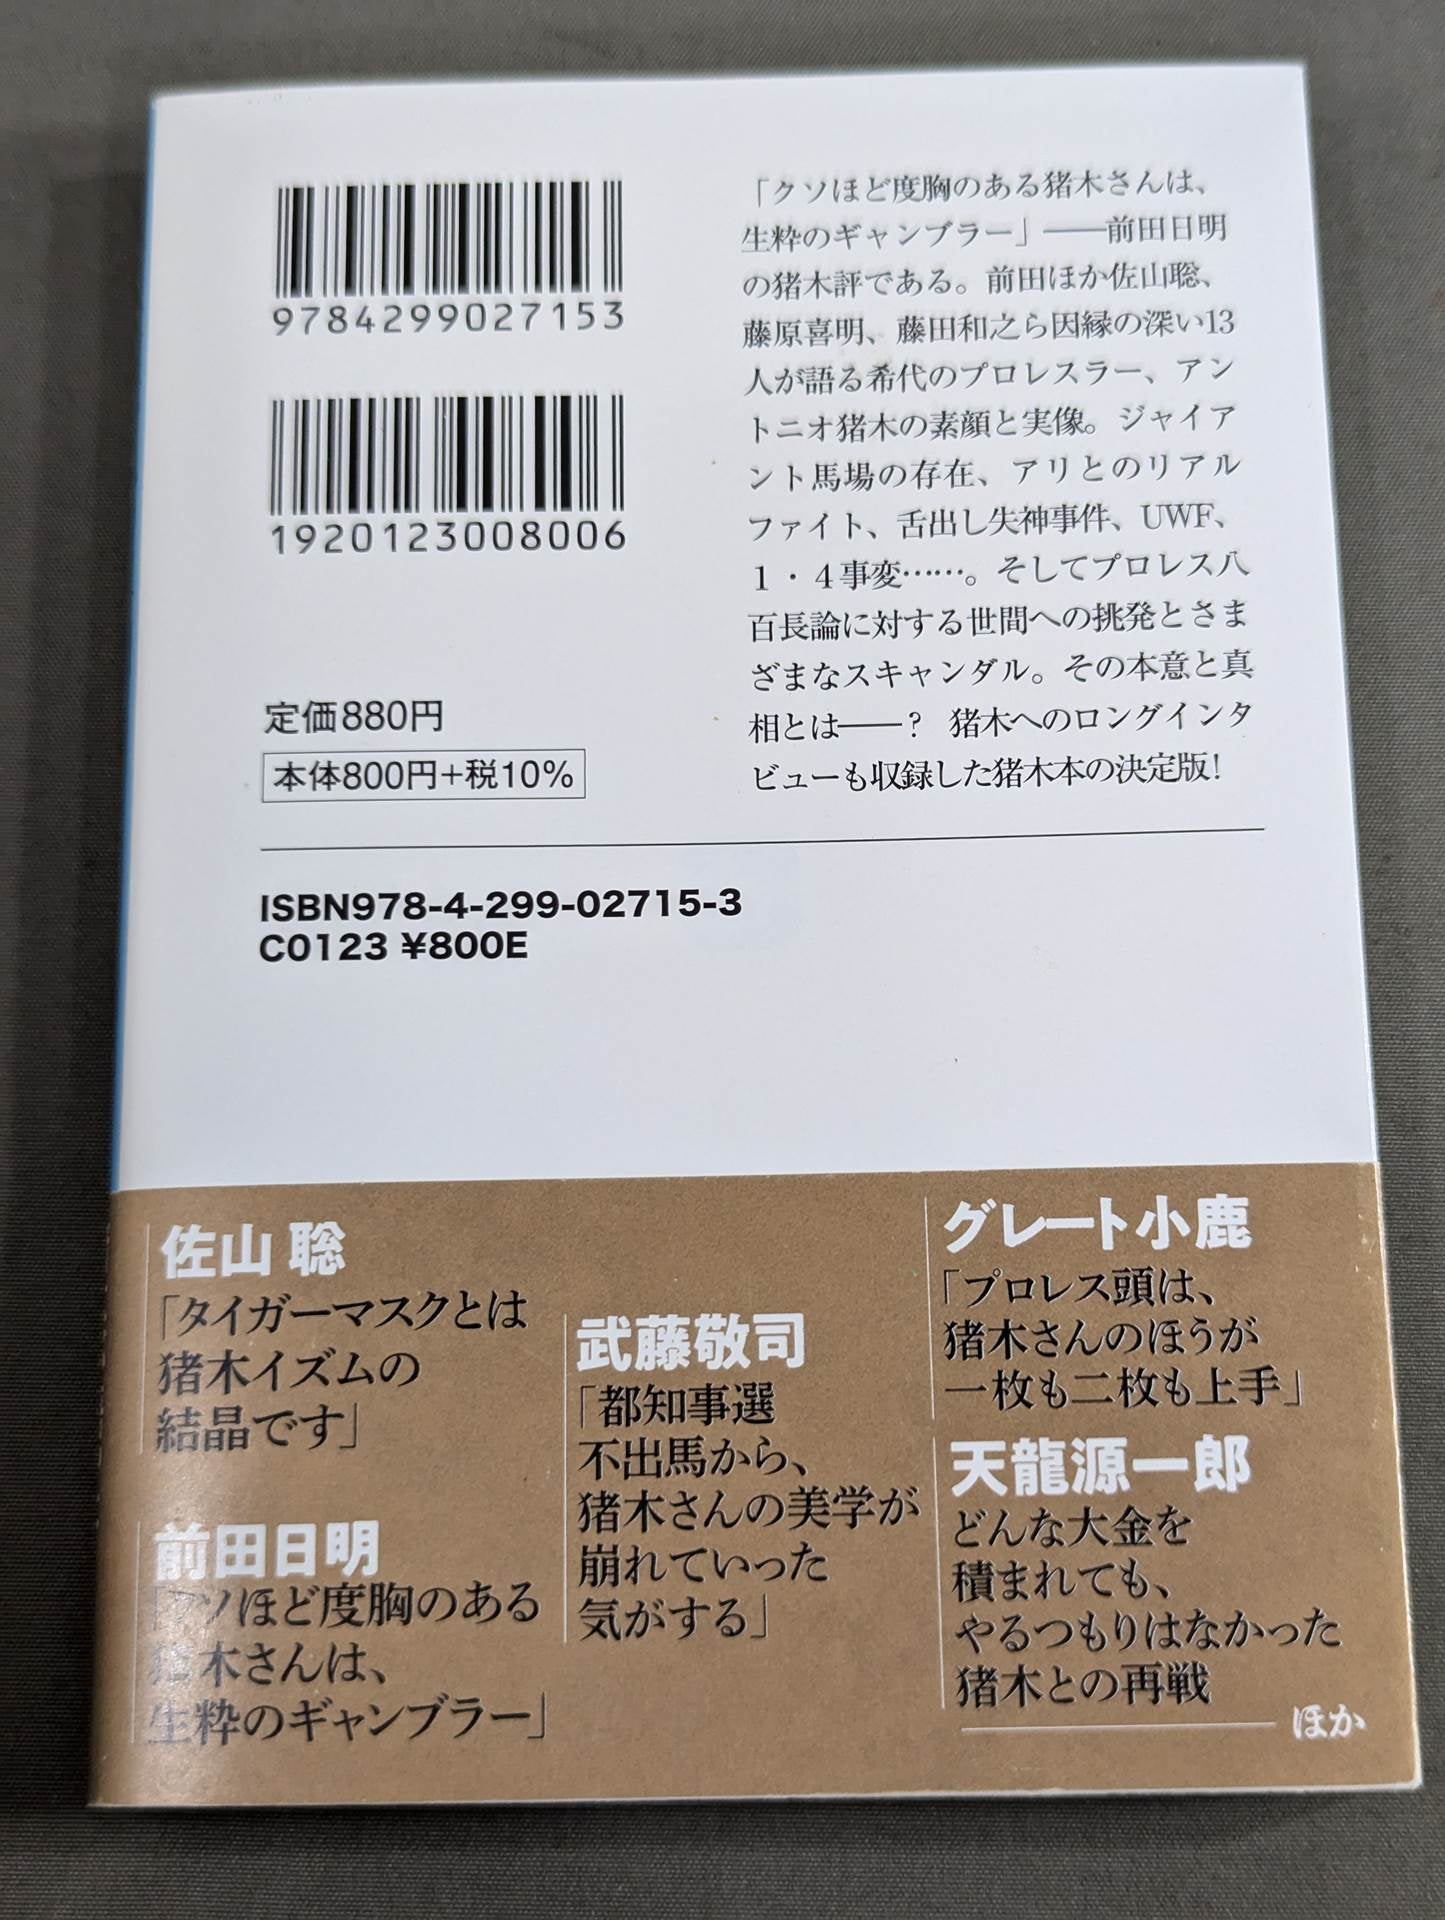 9784299027153
1920123008006
定価880円
本体800円+税10%
「クソほど度胸のある猪木さんは、
生粋のギャンブラー」──前田日明
の猪木評である。前田ほか佐山聡、
藤原喜明、藤田和之ら因縁の深い13
人が語る希代のプロレスラー、アン
トニオ猪木の素顔と実像。ジャイア
ント馬場の存在、アリとのリアル
ファイト、舌出し失神事件、UWF、
1・4事変……。そしてプロレス八
百長論に対する世間への挑発とさま
ざまなスキャンダル。その本意と真
相とは──？ 猪木へのロングインタ
ビューも収録した猪木本の決定版!
ISBN978-4-299-02715-3
C0123 ¥800E
佐山 聡
「タイガーマスクとは
猪木イズムの
結晶です」
前田日明
「クソほど度胸のある
猪木さんは、
生粋のギャンブラー」
武藤敬司
「都知事選
不出馬から、
猪木さんの美学が
崩れていった
気がする」
グレート小鹿
「プロレス頭は、
猪木さんのほうが
一枚も二枚も上手」
天龍源一郎
どんな大金を
積まれても、
やるつもりはなかった
猪木との再戦
ほか